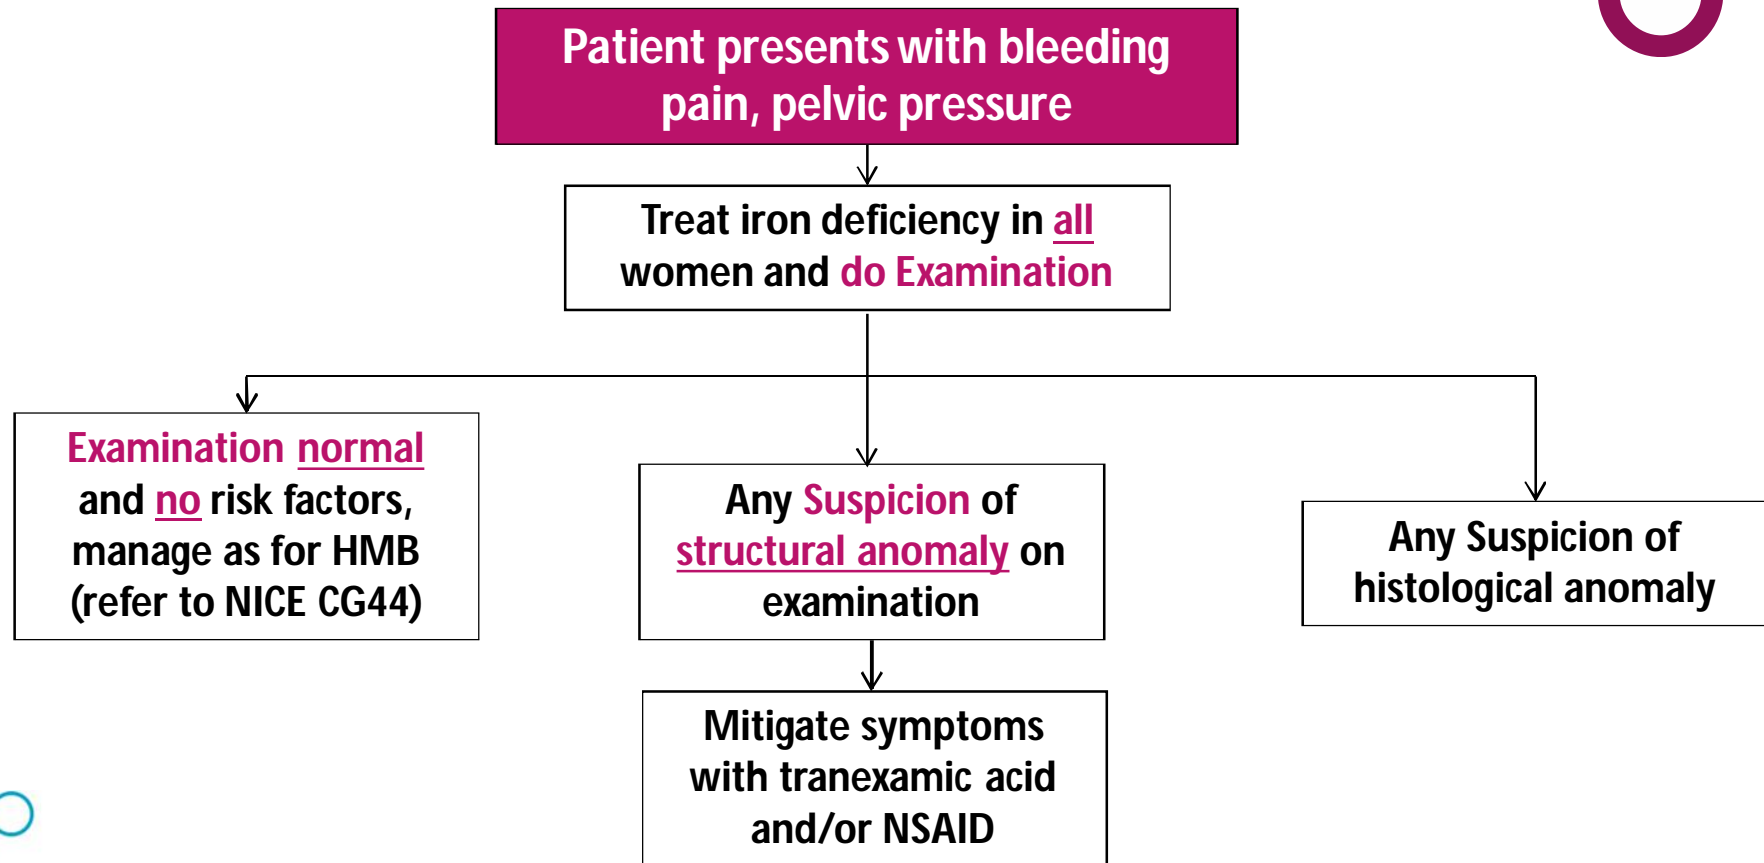 Patient presents with bleeding
pain, pelvic pressure
Treat iron deficiency in all
women and do Examination
Examination normal
and no risk factors,
manage as for HMB
(refer to NICE CG44)
Any Suspicion of
structural anomaly on
examination
Any Suspicion of
histological anomaly
Mitigate symptoms
with tranexamic acid
and/or NSAID